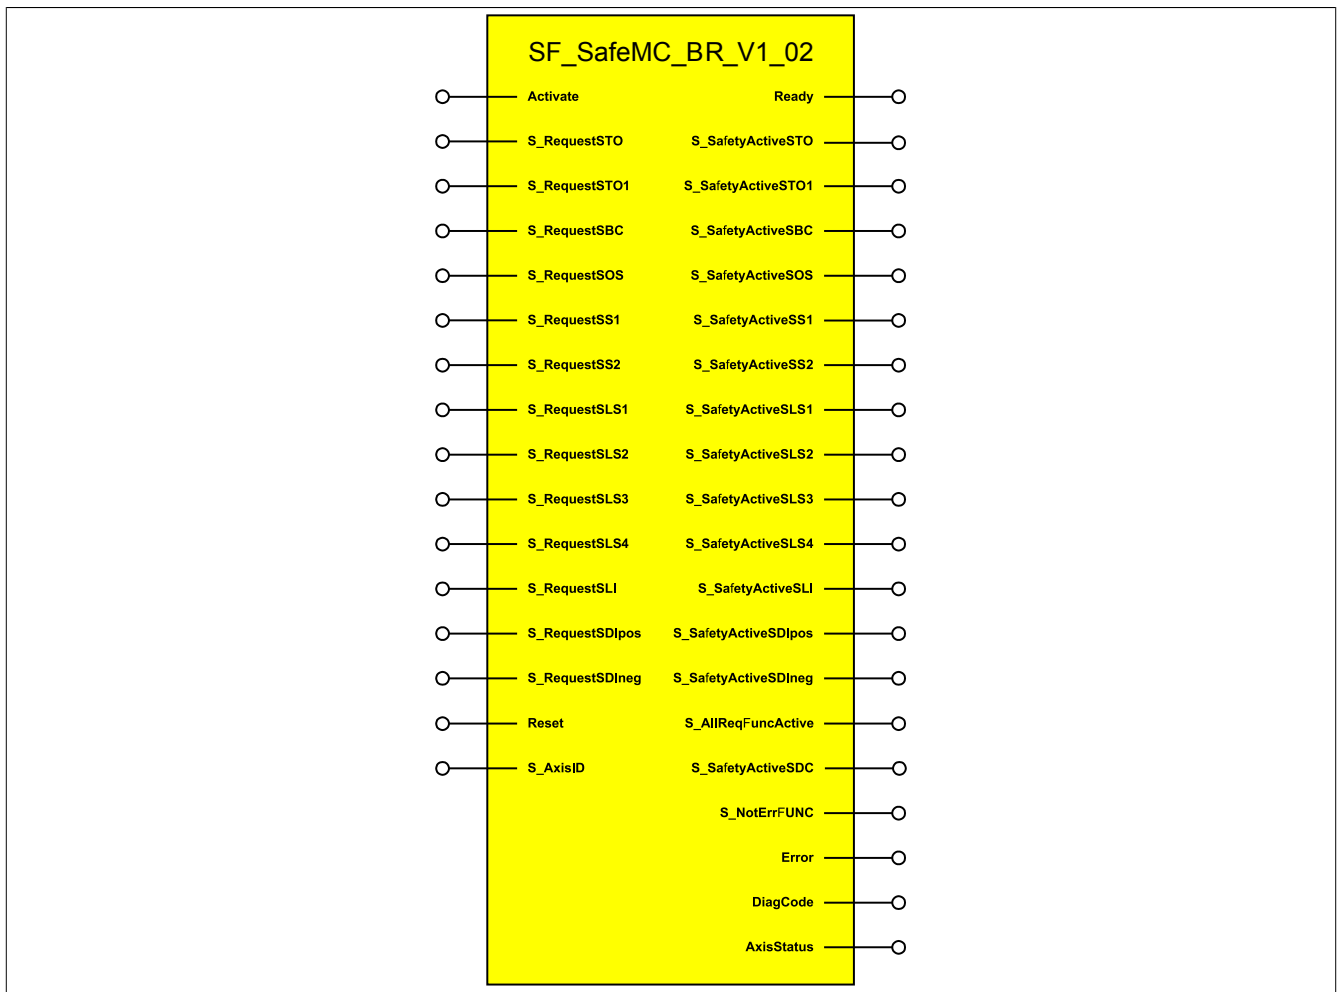 SF_SafeMC_BR_V1_02
Activate Ready
S_RequestSTO S_SafetyActiveSTO
S_RequestSTO1 S_SafetyActiveSTO1
S_RequestSBC S_SafetyActiveSBC
S_RequestSOS S_SafetyActiveSOS
S_RequestSS1 S_SafetyActiveSS1
S_RequestSS2 S_SafetyActiveSS2
S_RequestSLS1 S_SafetyActiveSLS1
S_RequestSLS2 S_SafetyActiveSLS2
S_RequestSLS3 S_SafetyActiveSLS3
S_RequestSLS4 S_SafetyActiveSLS4
S_RequestSLI S_SafetyActiveSLI
S_RequestSDIpos S_SafetyActiveSDIpos
S_RequestSDIneg S_SafetyActiveSDIneg
Reset S_AllReqFuncActive
S_AxisID S_SafetyActiveSDC
S_NotErrFUNC
Error
DiagCode
AxisStatus